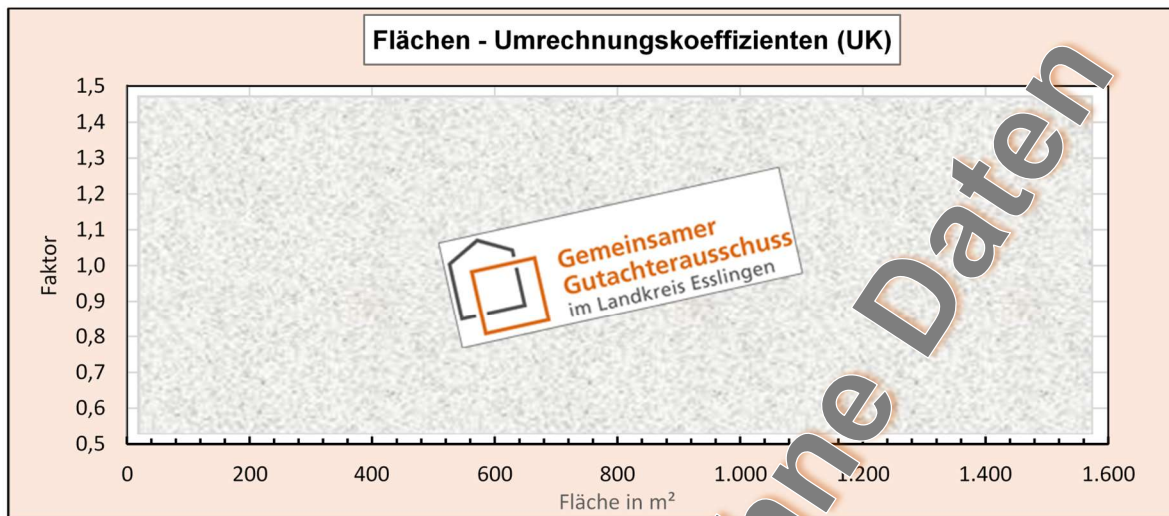 Flächen - Umrechnungskoeffizienten (UK)
1,5
1,4
1,3
1,2
1,1
1,0
0,9
0,8
0,7
0,6
0,5
Faktor
Gemeinsamer
Gutachterausschuss
im Landkreis Esslingen
0 200 400 600 800 1.000 1.200 1.400 1.600
Fläche in m²
ne Daten